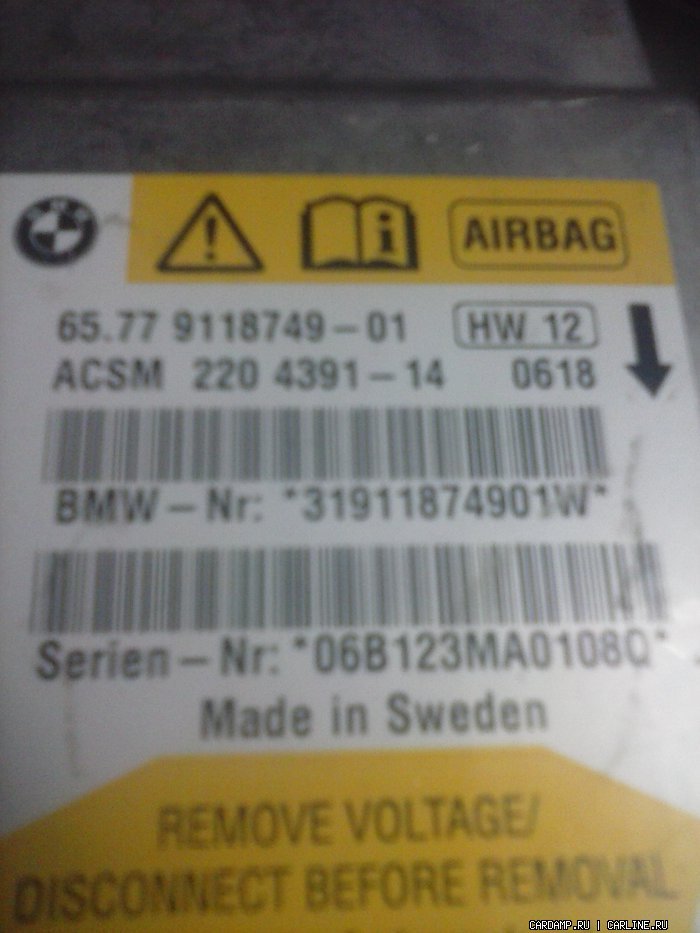 BMW
AIRBAG
65.77 9118749-01 HW 12
ACSM 220 4391-14 0618
BMW-Nr: *31911874901W*
Serien-Nr: *06B123MA0108Q*
Made in Sweden
REMOVE VOLTAGE/
DISCONNECT BEFORE REMOVAL
CARDAMP.RU | CARLINE.RU